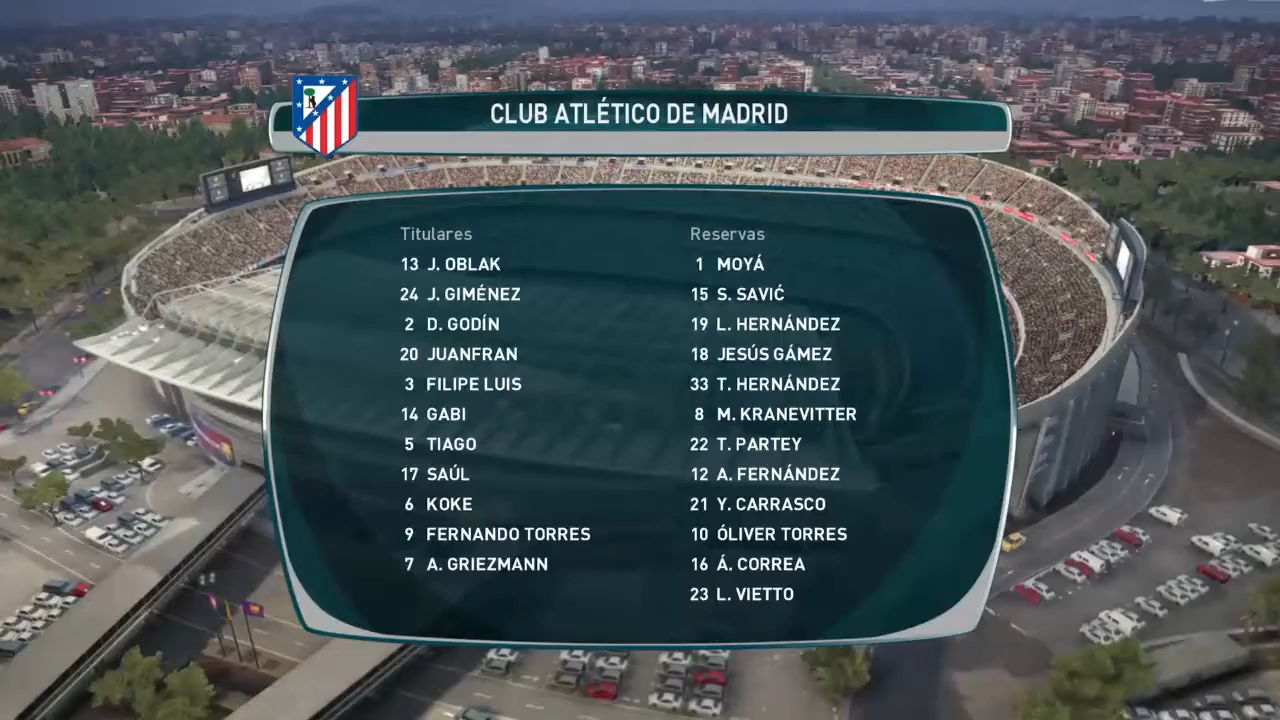 CLUB ATLÉTICO DE MADRID
Titulares
13 J. OBLAK
24 J. GIMÉNEZ
2 D. GODÍN
20 JUANFRAN
3 FILIPE LUIS
14 GABI
5 TIAGO
17 SAÚL
6 KOKE
9 FERNANDO TORRES
7 A. GRIEZMANN
Reservas
1 MOYÁ
15 S. SAVIĆ
19 L. HERNÁNDEZ
18 JESÚS GÁMEZ
33 T. HERNÁNDEZ
8 M. KRANEVITTER
22 T. PARTEY
12 A. FERNÁNDEZ
21 Y. CARRASCO
10 ÓLIVER TORRES
16 Á. CORREA
23 L. VIETTO